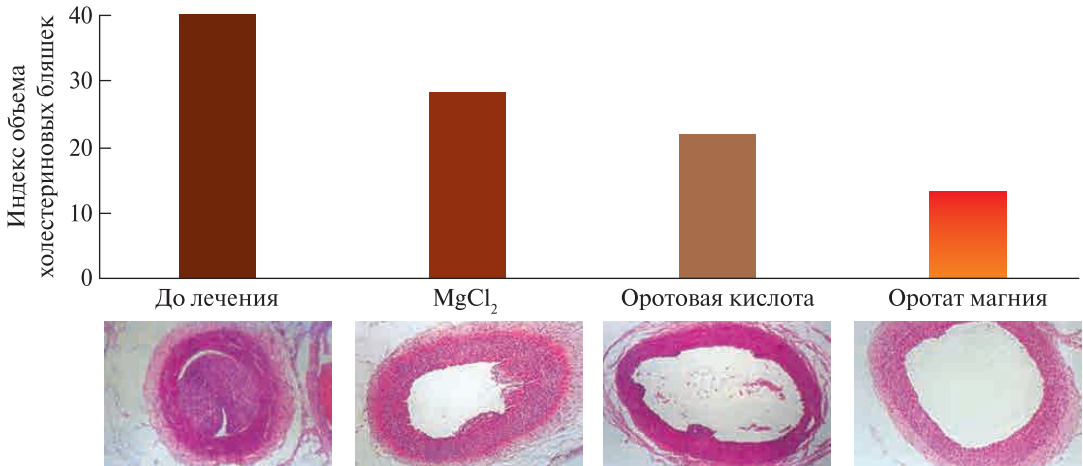 Индекс объема
холестериновых бляшек
40
30
20
10
0
До лечения
MgCl₂
Оротовая кислота
Оротат магния